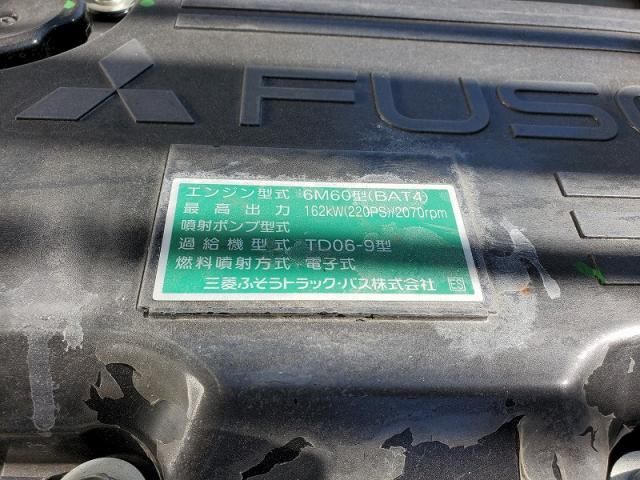 FUSO
エンジン型式 6M60型(BAT4)
最高出力 162kW(220PS)/2070rpm
噴射ポンプ型式
過給機型式 TD06-9型
燃料噴射方式 電子式
三菱ふそうトラック・バス株式会社 ES